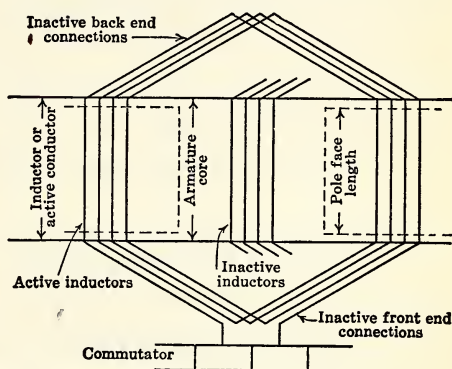 Inactive back end
connections
Inductor or
active conductor
Armature
core
Pole face
length
Active inductors
Inactive
inductors
Inactive front end
connections
Commutator